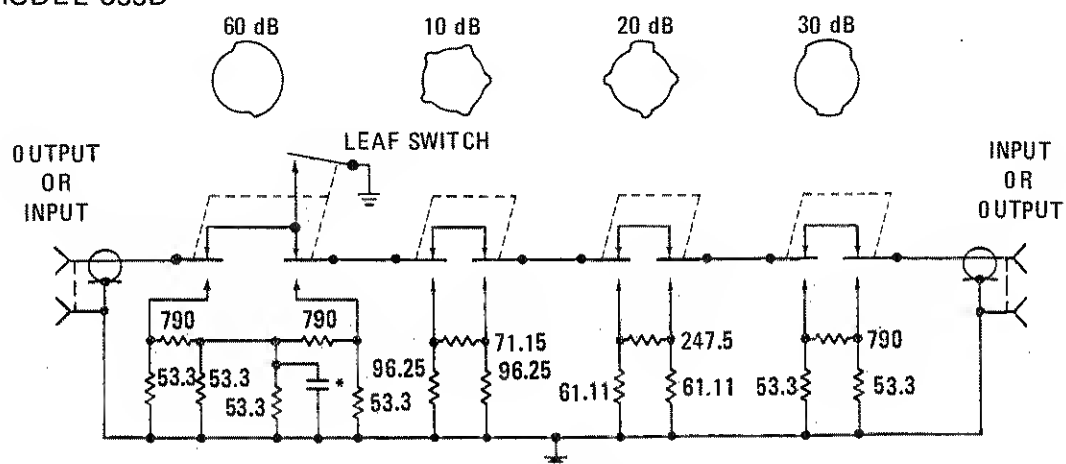 60 dB
10 dB
20 dB
30 dB
LEAF SWITCH
OUTPUT
OR
INPUT
INPUT
OR
OUTPUT
790
790
53.3
53.3
53.3
*
53.3
71.15
96.25
96.25
247.5
61.11
61.11
790
53.3
53.3